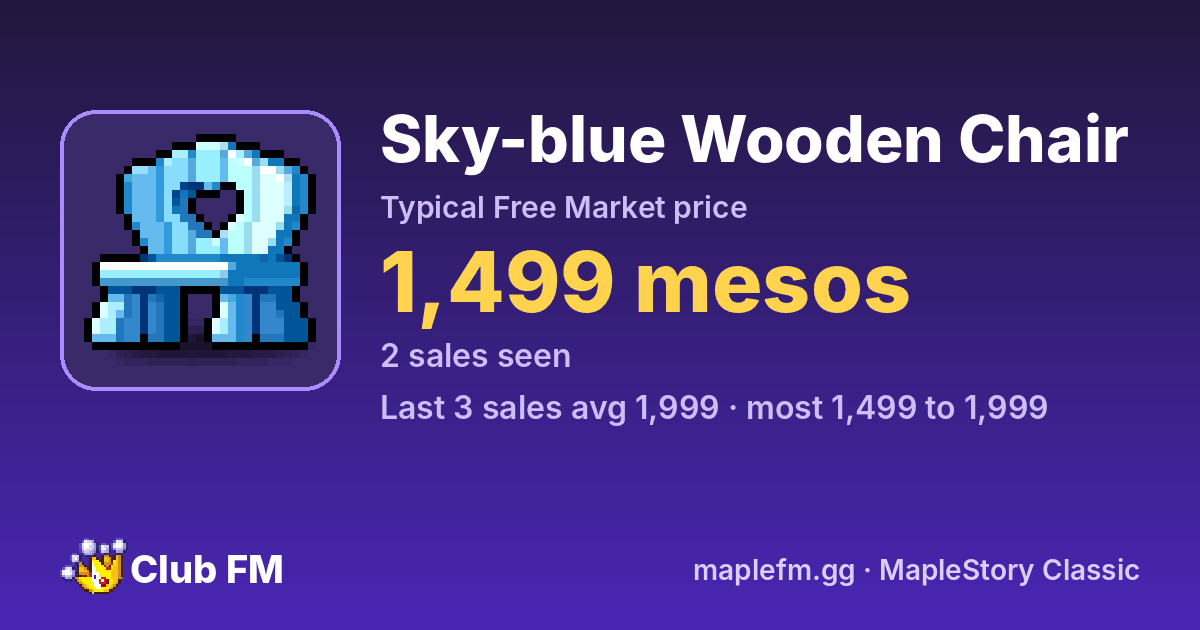 Sky-blue Wooden Chair
Typical Free Market price
1,499 mesos
2 sales seen
Last 3 sales avg 1,999 · most 1,499 to 1,999
Club FM
maplefm.gg · MapleStory Classic